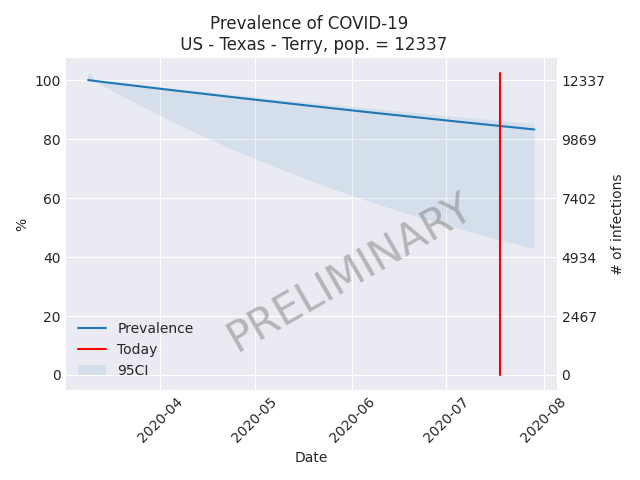 Prevalence of COVID-19
US - Texas - Terry, pop. = 12337
100
80
60
40
20
0
%
12337
9869
7402
4934
2467
0
# of infections
PRELIMINARY
Prevalence
Today
95CI
2020-04
2020-05
2020-06
2020-07
2020-08
Date